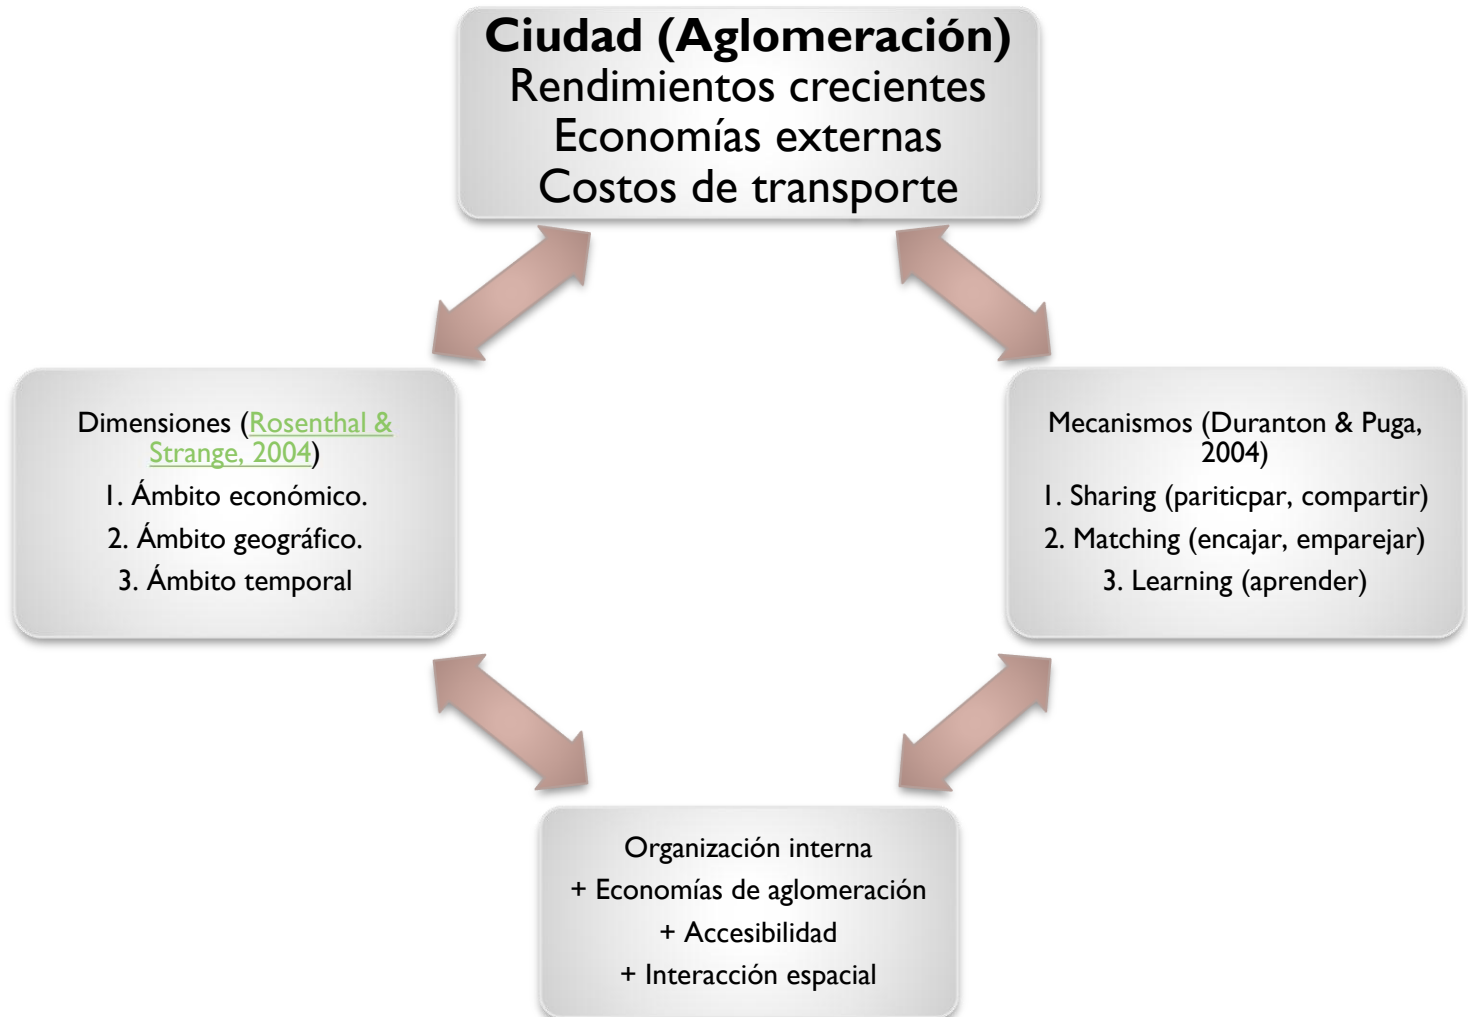 Ciudad (Aglomeración)
Rendimientos crecientes
Economías externas
Costos de transporte
Dimensiones (Rosenthal &
Strange, 2004)
1. Ámbito económico.
2. Ámbito geográfico.
3. Ámbito temporal
Mecanismos (Duranton & Puga,
2004)
1. Sharing (pariticpar, compartir)
2. Matching (encajar, emparejar)
3. Learning (aprender)
Organización interna
+ Economías de aglomeración
+ Accesibilidad
+ Interacción espacial